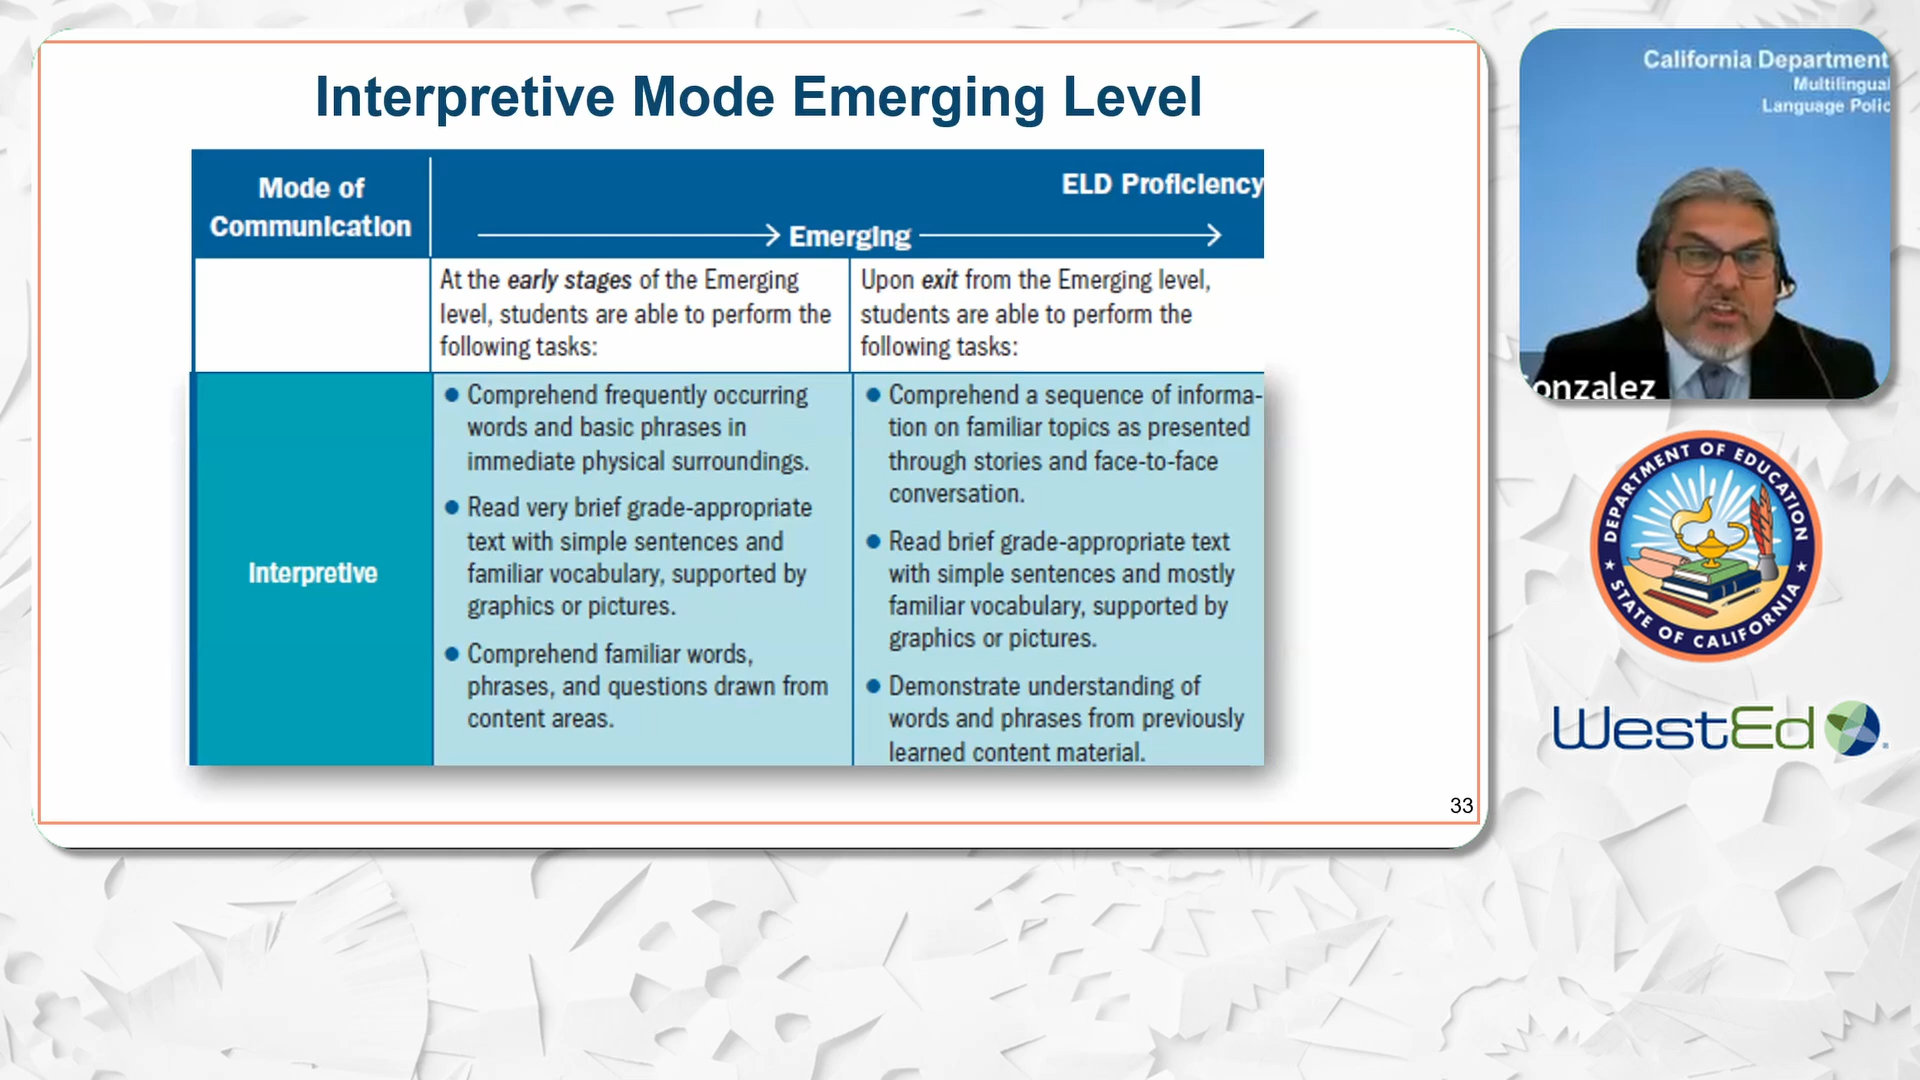 Interpretive Mode Emerging Level
Mode of
Communication
ELD Proficiency
Emerging
At the early stages of the Emerging
level, students are able to perform the
following tasks:
Upon exit from the Emerging level,
students are able to perform the
following tasks:
Interpretive
● Comprehend frequently occurring
words and basic phrases in
immediate physical surroundings.
● Read very brief grade-appropriate
text with simple sentences and
familiar vocabulary, supported by
graphics or pictures.
● Comprehend familiar words,
phrases, and questions drawn from
content areas.
● Comprehend a sequence of informa-
tion on familiar topics as presented
through stories and face-to-face
conversation.
● Read brief grade-appropriate text
with simple sentences and mostly
familiar vocabulary, supported by
graphics or pictures.
● Demonstrate understanding of
words and phrases from previously
learned content material.
33
California Department
Multilingual
Language Polic
onzalez
DEPARTMENT OF EDUCATION
STATE OF CALIFORNIA
WestEd